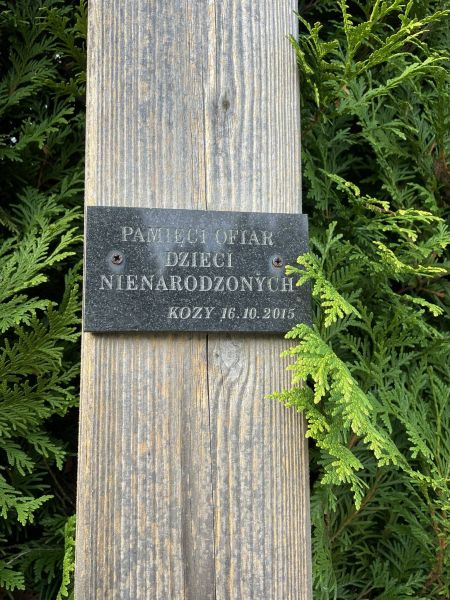 PAMIĘCI OFIAR
DZIECI
NIENARODZONYCH
KOZY 16.10.2015